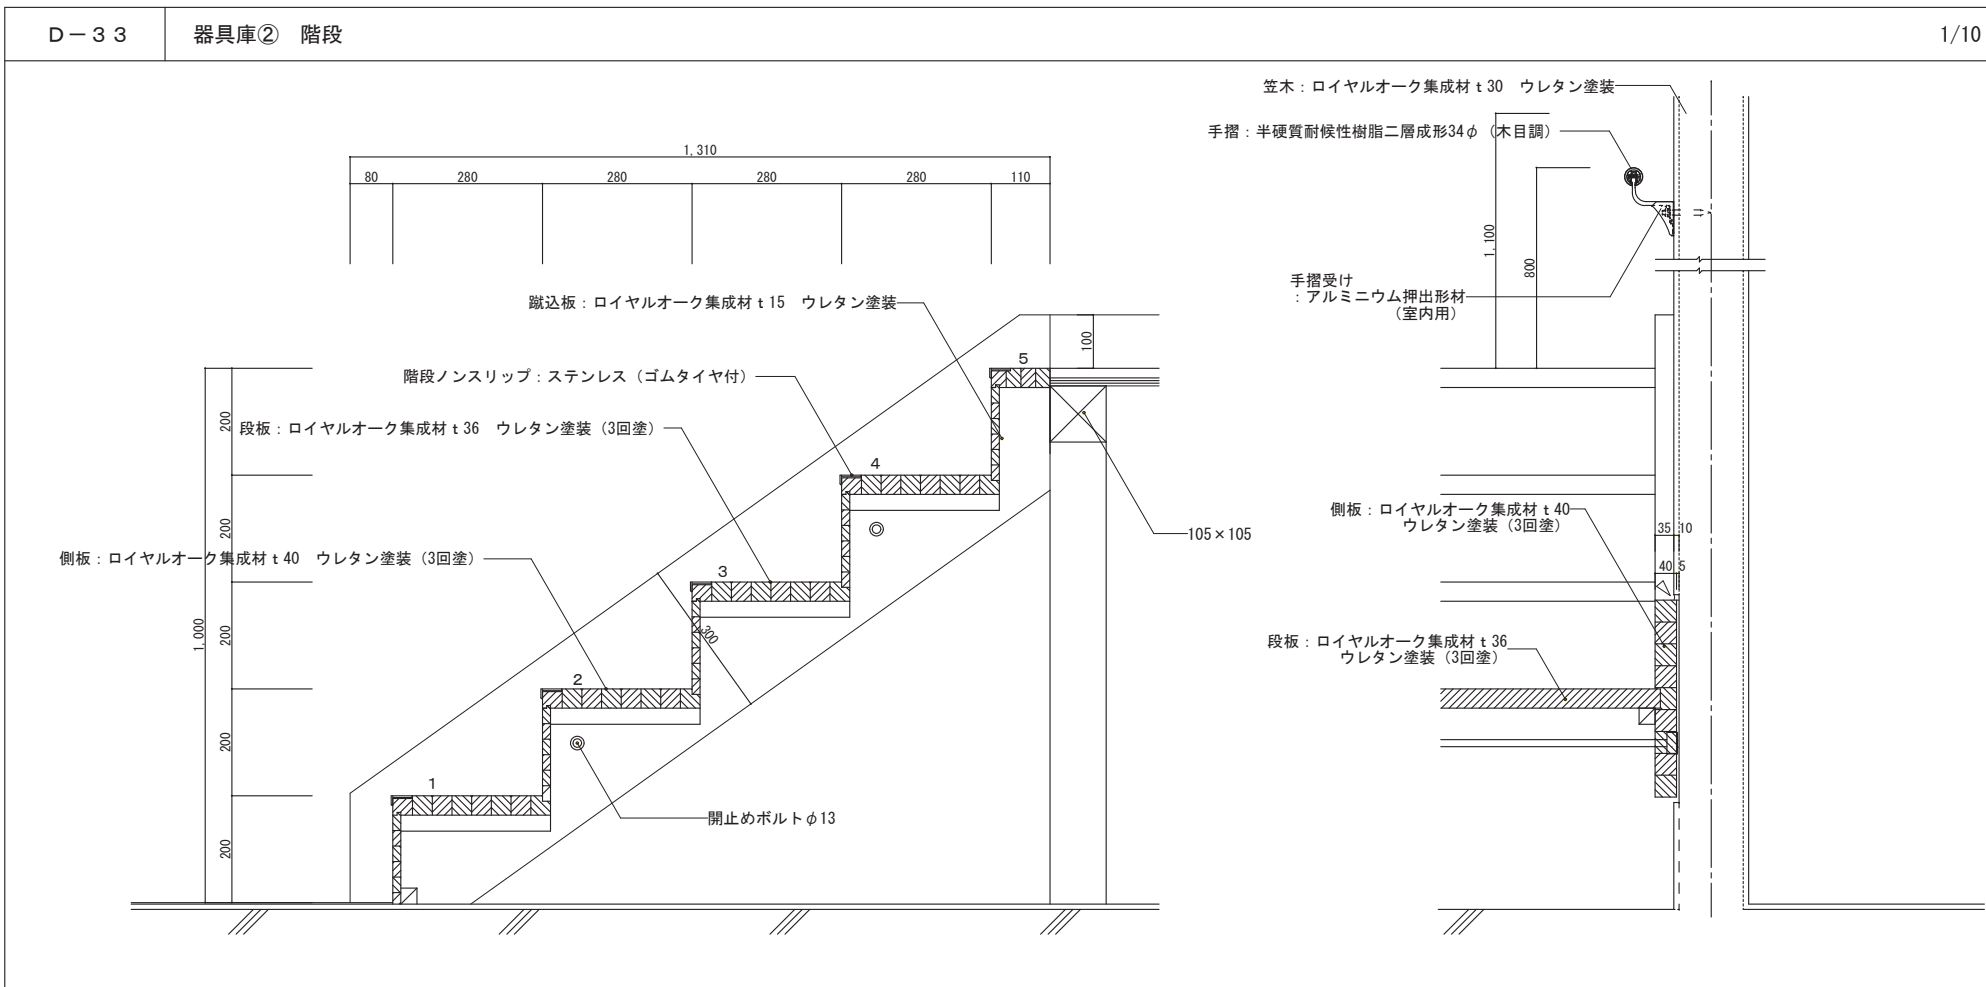 D－33
器具庫②　階段
1/10
1,310
80
280
280
280
280
110
蹴込板：ロイヤルオーク集成材ｔ15　ウレタン塗装
100
階段ノンスリップ：ステンレス（ゴムタイヤ付）
段板：ロイヤルオーク集成材ｔ36　ウレタン塗装（3回塗）
側板：ロイヤルオーク集成材ｔ40　ウレタン塗装（3回塗）
5
4
3
2
1
1,000
200
200
200
200
200
300
105×105
開止めボルトφ13
笠木：ロイヤルオーク集成材ｔ30　ウレタン塗装
手摺：半硬質耐候性樹脂二層成形34φ（木目調）
1,100
800
手摺受け
：アルミニウム押出形材
（室内用）
側板：ロイヤルオーク集成材ｔ40
ウレタン塗装（3回塗）
35
10
40
5
段板：ロイヤルオーク集成材ｔ36
ウレタン塗装（3回塗）